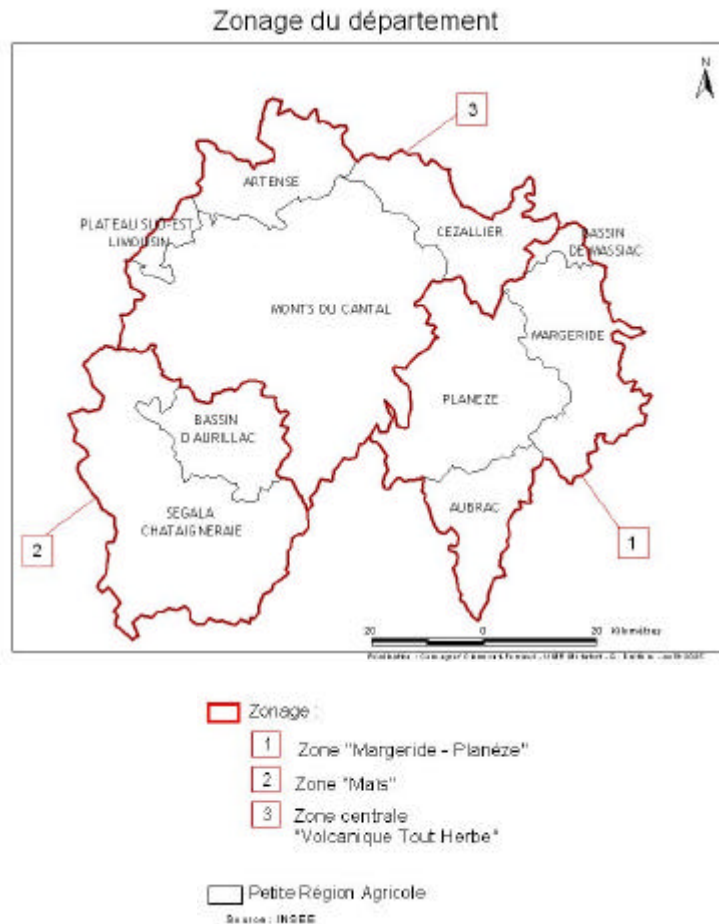 Zonage du département
N
3
ARTENSE
PLATEAU SUD-EST
LIMOUSIN
CEZALLIER
BASSIN
DE MASSIAC
MONTS DU CANTAL
MARGERIDE
PLANEZE
BASSIN
D'AURILLAC
AUBRAC
SEGALA
CHATAIGNERAIE
2
1
20 0 20 Kilomètres
Zonage :
1 Zone "Margeride - Planéze"
2 Zone "Maïs"
3 Zone centrale
"Volcanique Tout Herbe"
Petite Région Agricole
Source : INSEE